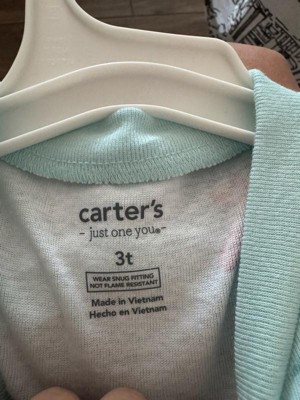 carter's
- just one you®~
3t
WEAR SNUG FITTING
NOT FLAME RESISTANT
Made in Vietnam
Hecho en Vietnam